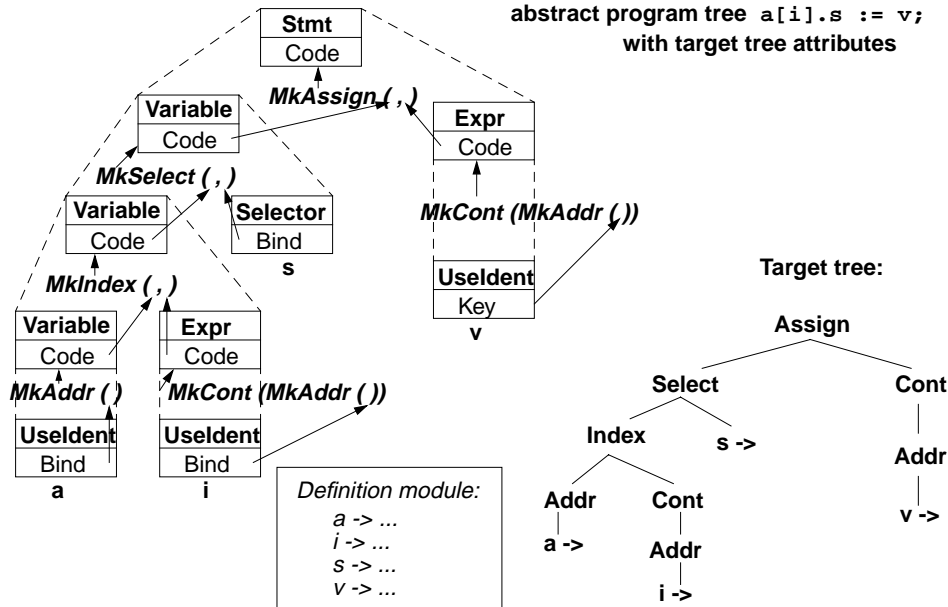 abstract program tree a[i].s := v;
with target tree attributes
Stmt
Code
MkAssign ( , )
Variable
Code
Expr
Code
MkSelect ( , )
Variable
Code
Selector
Bind
s
MkCont (MkAddr ( ))
UseIdent
Key
v
MkIndex ( , )
Variable
Code
Expr
Code
MkAddr ( )
MkCont (MkAddr ( ))
UseIdent
Bind
a
UseIdent
Bind
i
Definition module:
a -> ...
i -> ...
s -> ...
v -> ...
Target tree:
Assign
Select
Cont
Index
s ->
Addr
Addr
Cont
v ->
a ->
Addr
i ->